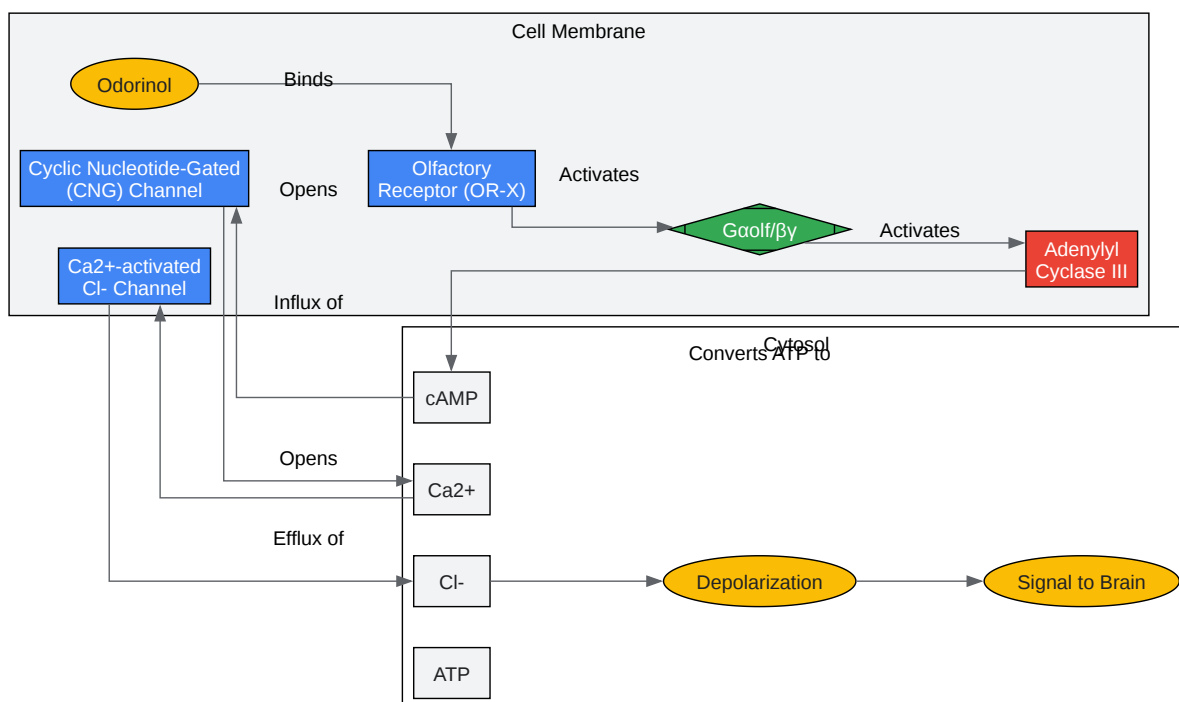 Cell Membrane
Odorinol
Binds
Cyclic Nucleotide-Gated
(CNG) Channel
Opens
Olfactory
Receptor (OR-X)
Activates
Gαolf/βγ
Activates
Adenylyl
Cyclase III
Ca2+-activated
Cl- Channel
Influx of
Cytosol
Converts ATP to
cAMP
Opens
Ca2+
Efflux of
Cl-
Depolarization
Signal to Brain
ATP